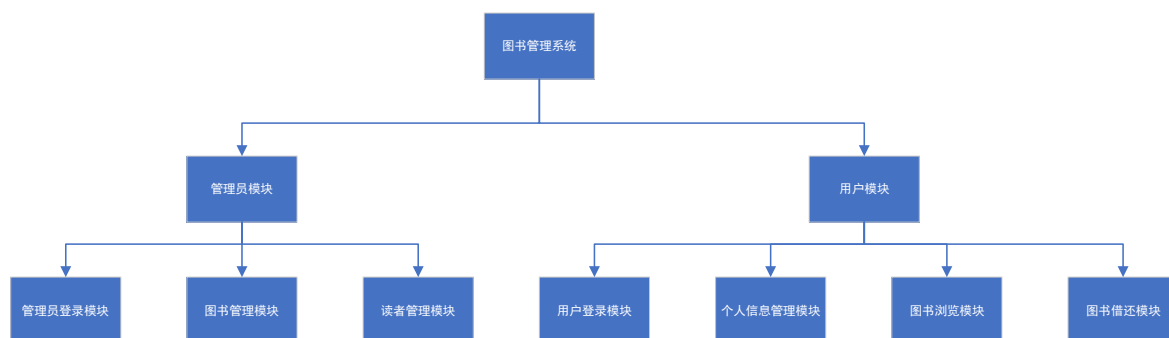 图书管理系统
管理员模块
用户模块
管理员登录模块
图书管理模块
读者管理模块
用户登录模块
个人信息管理模块
图书浏览模块
图书借还模块